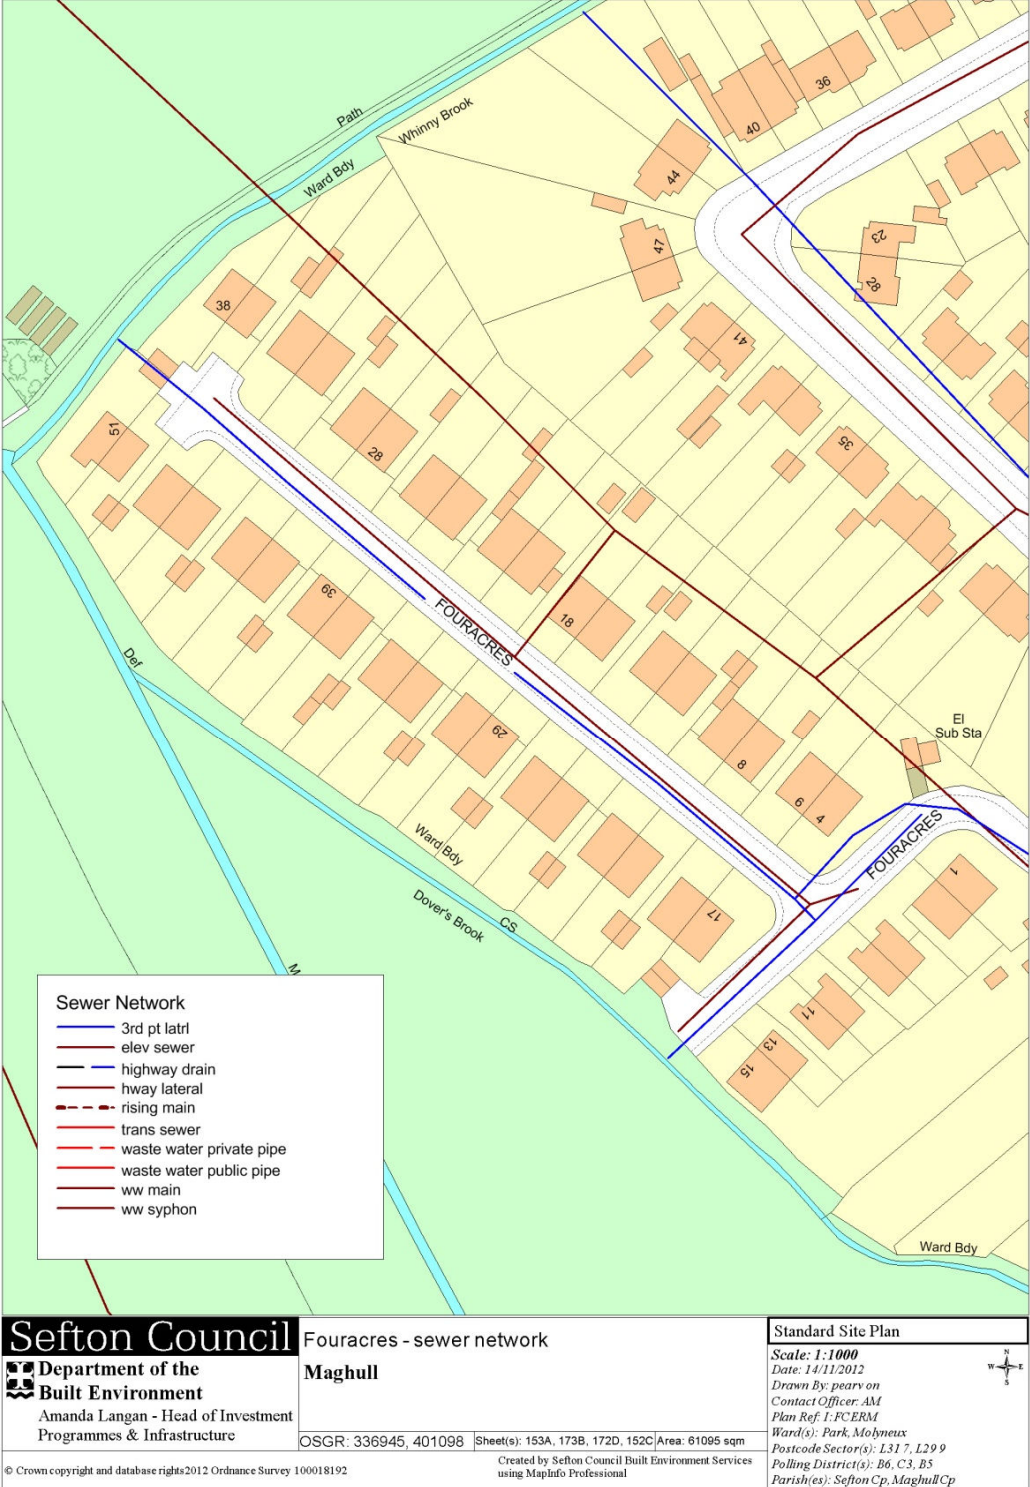 Path
Whinny Brook
Ward Bdy
36
40
44
47
23
28
41
35
38
28
51
39
18
FOURACRES
29
Def
8
6
4
El
Sub Sta
FOURACRES
1
17
11
13
15
Ward Bdy
Dover's Brook
CS
Ward Bdy
Sewer Network
3rd pt latrl
elev sewer
highway drain
hway lateral
rising main
trans sewer
waste water private pipe
waste water public pipe
ww main
ww syphon
Sefton Council
Department of the
Built Environment
Amanda Langan - Head of Investment
Programmes & Infrastructure
© Crown copyright and database rights2012 Ordnance Survey 100018192
Fouracres - sewer network
Maghull
OSGR: 336945, 401098 Sheet(s): 153A, 173B, 172D, 152C Area: 61095 sqm
Created by Sefton Council Built Environment Services
using MapInfo Professional
Standard Site Plan
Scale: 1:1000
Date: 14/11/2012
Drawn By: pearv on
Contact Officer: AM
Plan Ref: I:FCERM
Ward(s): Park, Molyneux
Postcode Sector(s): L31 7, L29 9
Polling District(s): B6, C3, B5
Parish(es): Sefton Cp, Maghull Cp
N
W E
S